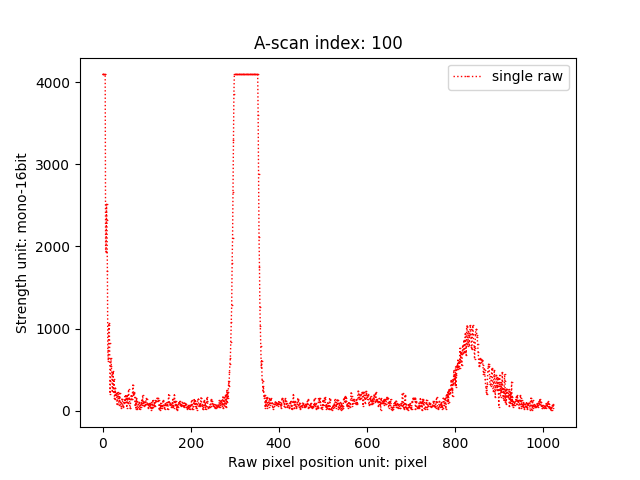 A-scan index: 100
single raw
Strength unit: mono-16bit
4000
3000
2000
1000
0
0 200 400 600 800 1000
Raw pixel position unit: pixel